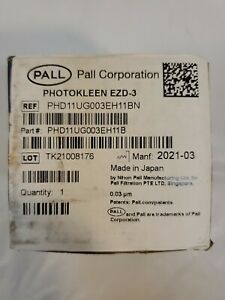 PALL Pall Corporation
PHOTOKLEEN EZD-3
REF PHD11UG003EH11BN
Part # PHD11UG003EH11B
LOT TK21008176 Manf: 2021-03
Made in Japan
by Nihon Pall Manufacturing Ltd. for
Pall Filtration PTE LTD, Singapore.
Quantity: 1
0.03 µm
Patents: Pall.com/patents
PALL and Pall are trademarks of Pall
Corporation.